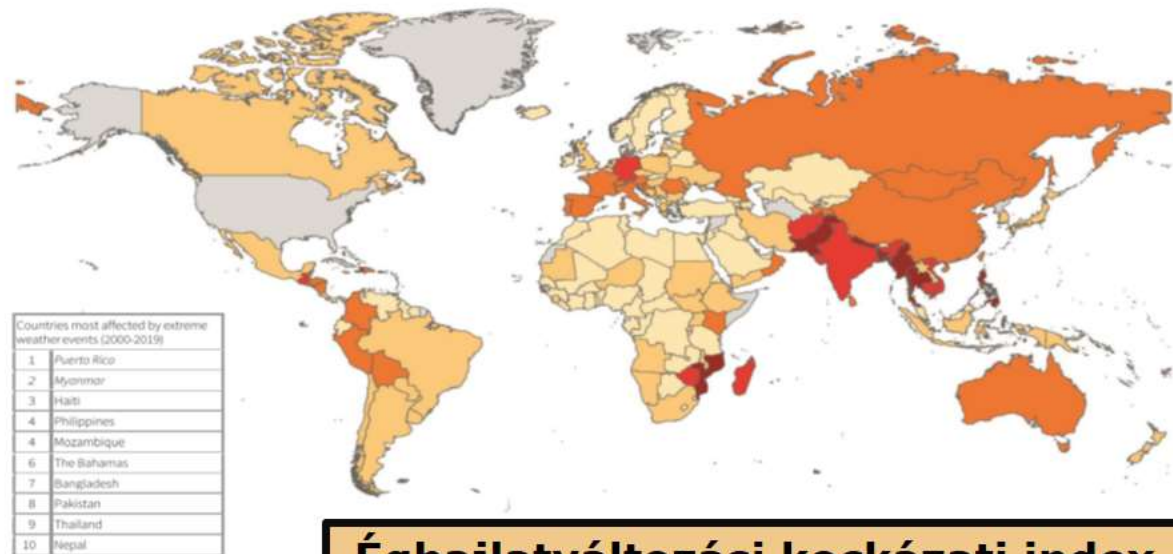 Countries most affected by extreme
weather events (2000-2019)
1 Puerto Rico
2 Myanmar
3 Haiti
4 Philippines
4 Mozambique
6 The Bahamas
7 Bangladesh
8 Pakistan
9 Thailand
10 Nepal
Éghajlatváltozási kockázati index